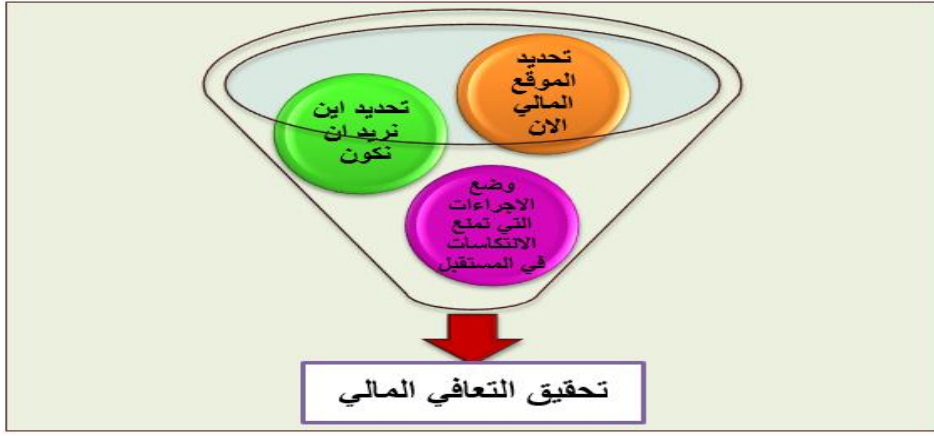 تحديد
الموقع
المالي
الان
تحديد اين
نريد ان
نكون
وضع
الاجراءات
التي تمنع
الانتكاسات
في المستقبل
تحقيق التعافي المالي